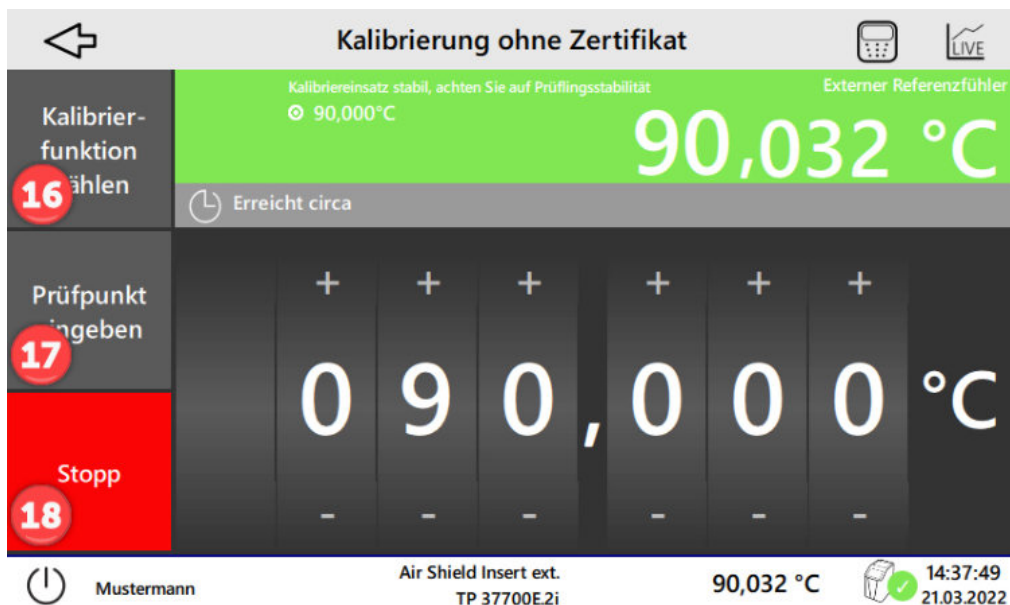 Kalibrierung ohne Zertifikat
LIVE
Kalibrier-
funktion
16 ählen
Kalibriereinsatz stabil, achten Sie auf Prüflingsstabilität
90,000°C
Externer Referenzfühler
90,032 °C
Erreicht circa
Prüfpunkt
ingeben
17
Stopp
18
+ + + + + +
0 9 0 , 0 0 0 °C
- - - - - -
Mustermann
Air Shield Insert ext.
TP 37700E.2i
90,032 °C
14:37:49
21.03.2022